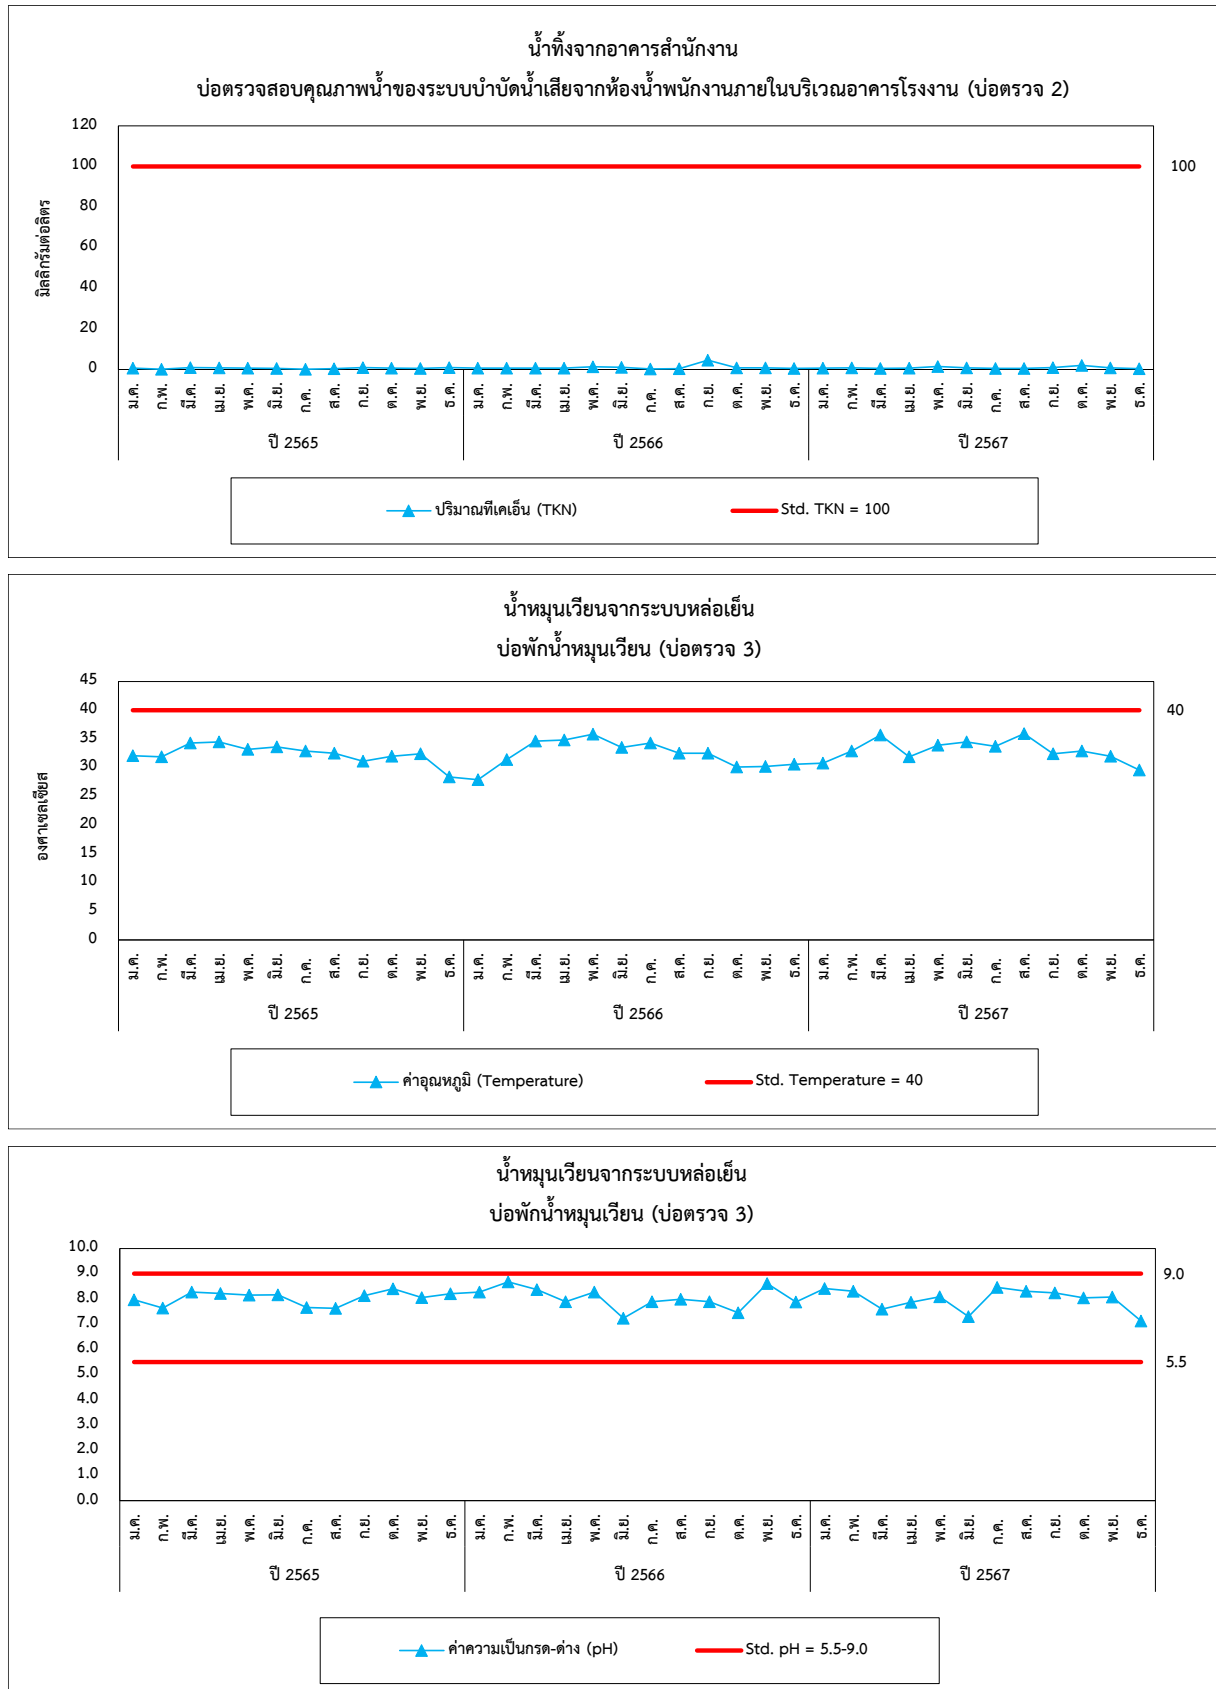 น้ำทิ้งจากอาคารสำนักงาน
บ่อตรวจสอบคุณภาพน้ำของระบบบำบัดน้ำเสียจากห้องน้ำพนักงานภายในบริเวณอาคารโรงงาน (บ่อตรวจ 2)
มิลลิกรัมต่อลิตร
120
100
80
60
40
20
0
100
ม.ค. ก.พ. มี.ค. เม.ย. พ.ค. มิ.ย. ก.ค. ส.ค. ก.ย. ต.ค. พ.ย. ธ.ค. ม.ค. ก.พ. มี.ค. เม.ย. พ.ค. มิ.ย. ก.ค. ส.ค. ก.ย. ต.ค. พ.ย. ธ.ค. ม.ค. ก.พ. มี.ค. เม.ย. พ.ค. มิ.ย. ก.ค. ส.ค. ก.ย. ต.ค. พ.ย. ธ.ค.
ปี 2565 ปี 2566 ปี 2567
ปริมาณทีเคเอ็น (TKN) Std. TKN = 100
น้ำหมุนเวียนจากระบบหล่อเย็น
บ่อพักน้ำหมุนเวียน (บ่อตรวจ 3)
องศาเซลเซียส
45
40
35
30
25
20
15
10
5
0
40
ม.ค. ก.พ. มี.ค. เม.ย. พ.ค. มิ.ย. ก.ค. ส.ค. ก.ย. ต.ค. พ.ย. ธ.ค. ม.ค. ก.พ. มี.ค. เม.ย. พ.ค. มิ.ย. ก.ค. ส.ค. ก.ย. ต.ค. พ.ย. ธ.ค. ม.ค. ก.พ. มี.ค. เม.ย. พ.ค. มิ.ย. ก.ค. ส.ค. ก.ย. ต.ค. พ.ย. ธ.ค.
ปี 2565 ปี 2566 ปี 2567
ค่าอุณหภูมิ (Temperature) Std. Temperature = 40
น้ำหมุนเวียนจากระบบหล่อเย็น
บ่อพักน้ำหมุนเวียน (บ่อตรวจ 3)
10.0
9.0
8.0
7.0
6.0
5.0
4.0
3.0
2.0
1.0
0.0
9.0
5.5
ม.ค. ก.พ. มี.ค. เม.ย. พ.ค. มิ.ย. ก.ค. ส.ค. ก.ย. ต.ค. พ.ย. ธ.ค. ม.ค. ก.พ. มี.ค. เม.ย. พ.ค. มิ.ย. ก.ค. ส.ค. ก.ย. ต.ค. พ.ย. ธ.ค. ม.ค. ก.พ. มี.ค. เม.ย. พ.ค. มิ.ย. ก.ค. ส.ค. ก.ย. ต.ค. พ.ย. ธ.ค.
ปี 2565 ปี 2566 ปี 2567
ค่าความเป็นกรด-ด่าง (pH) Std. pH = 5.5-9.0